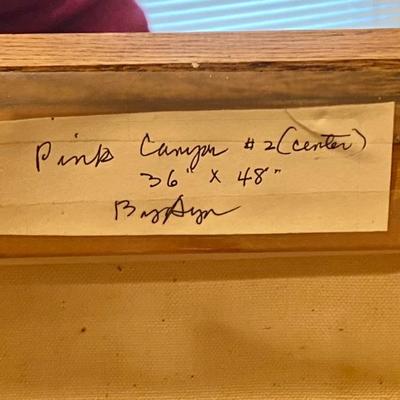 Pink Canyon #2 (center)
36" x 48"